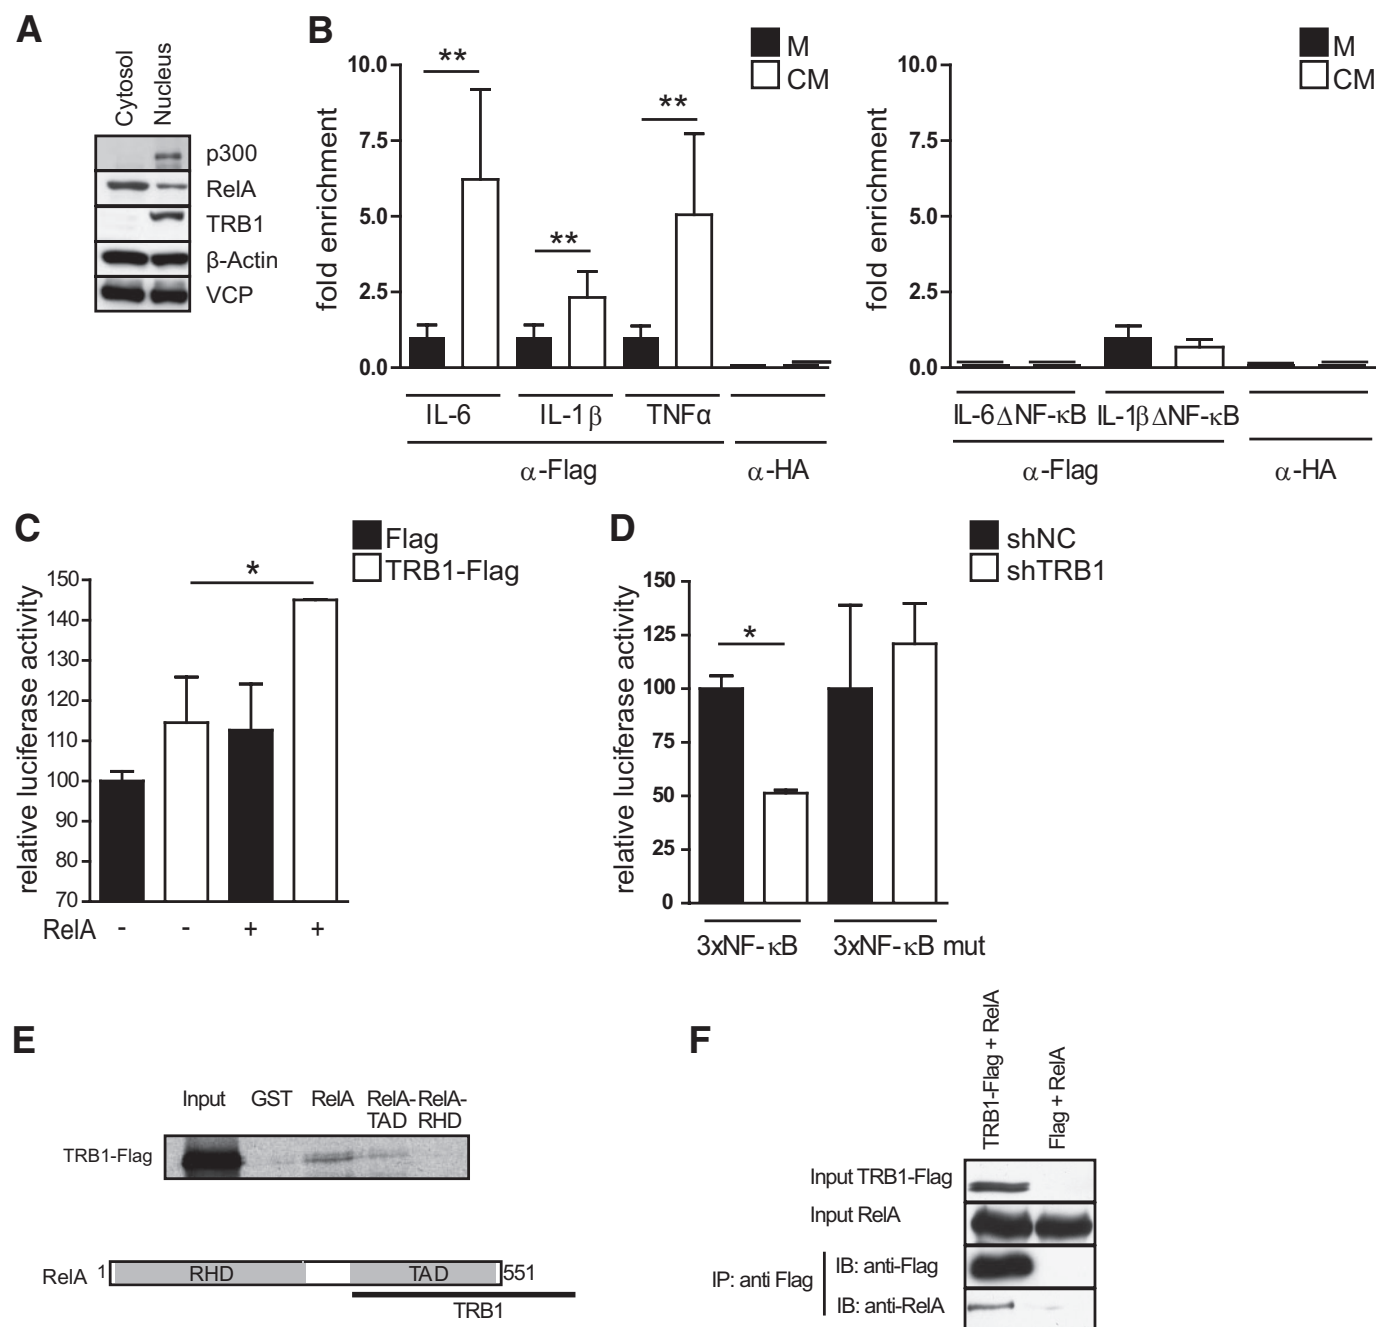 A
Cytosol
Nucleus
p300
RelA
TRB1
β-Actin
VCP
B
M
CM
fold enrichment
10.0
7.5
5.0
2.5
0.0
**
**
**
IL-6
IL-1β
TNFα
α-Flag
α-HA
M
CM
fold enrichment
10.0
7.5
5.0
2.5
0.0
IL-6ΔNF-κB
IL-1βΔNF-κB
α-Flag
α-HA
C
Flag
TRB1-Flag
relative luciferase activity
150
140
130
120
110
100
90
80
70
*
RelA - - + +
D
shNC
shTRB1
relative luciferase activity
150
125
100
75
50
25
0
*
3xNF-κB
3xNF-κB mut
E
Input GST RelA RelA-TAD RelA-RHD
TRB1-Flag
RelA 1 RHD TAD 551
TRB1
F
TRB1-Flag + RelA
Flag + RelA
Input TRB1-Flag
Input RelA
IP: anti Flag
IB: anti-Flag
IB: anti-RelA